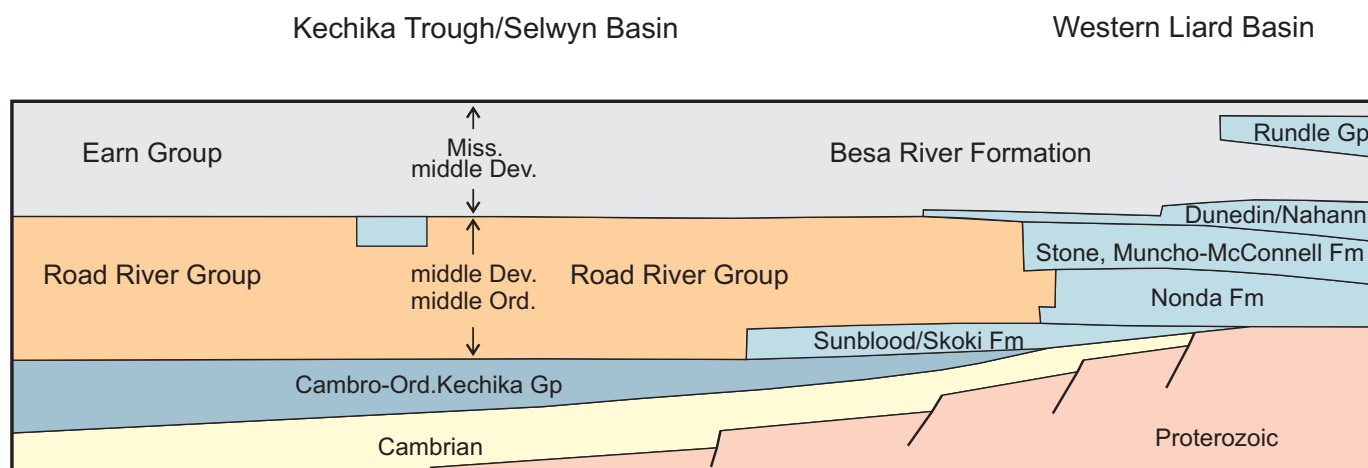 Kechika Trough/Selwyn Basin
Western Liard Basin
Earn Group
Miss.
middle Dev.
Besa River Formation
Rundle Gp
Dunedin/Nahann
Road River Group
middle Dev.
middle Ord.
Road River Group
Stone, Muncho-McConnell Fm
Nonda Fm
Sunblood/Skoki Fm
Cambro-Ord.Kechika Gp
Cambrian
Proterozoic